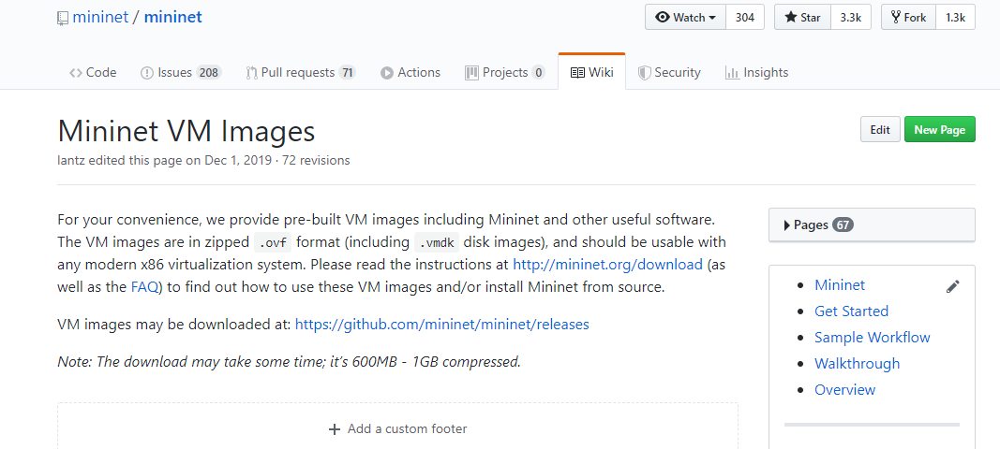 mininet / mininet
Watch 304 Star 3.3k Fork 1.3k
Code Issues 208 Pull requests 71 Actions Projects 0 Wiki Security Insights
Mininet VM Images
Edit New Page
lantz edited this page on Dec 1, 2019 · 72 revisions
For your convenience, we provide pre-built VM images including Mininet and other useful software.
The VM images are in zipped .ovf format (including .vmdk disk images), and should be usable with
any modern x86 virtualization system. Please read the instructions at http://mininet.org/download (as
well as the FAQ) to find out how to use these VM images and/or install Mininet from source.
VM images may be downloaded at: https://github.com/mininet/mininet/releases
Note: The download may take some time; it's 600MB - 1GB compressed.
Add a custom footer
Pages 67
Mininet
Get Started
Sample Workflow
Walkthrough
Overview